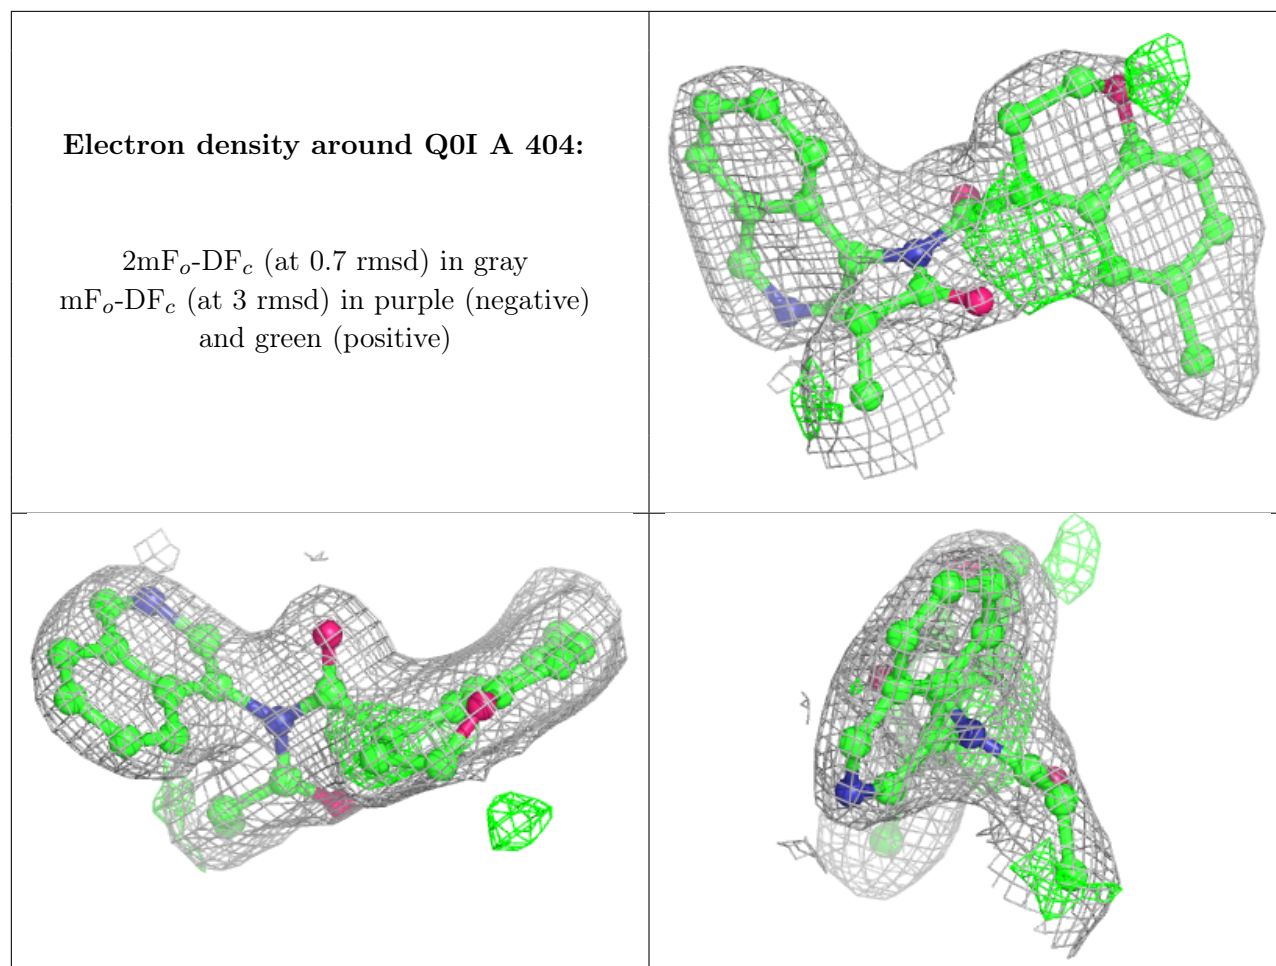 Electron density around Q0I A 404:
2mFo-DFc (at 0.7 rmsd) in gray
mFo-DFc (at 3 rmsd) in purple (negative)
and green (positive)